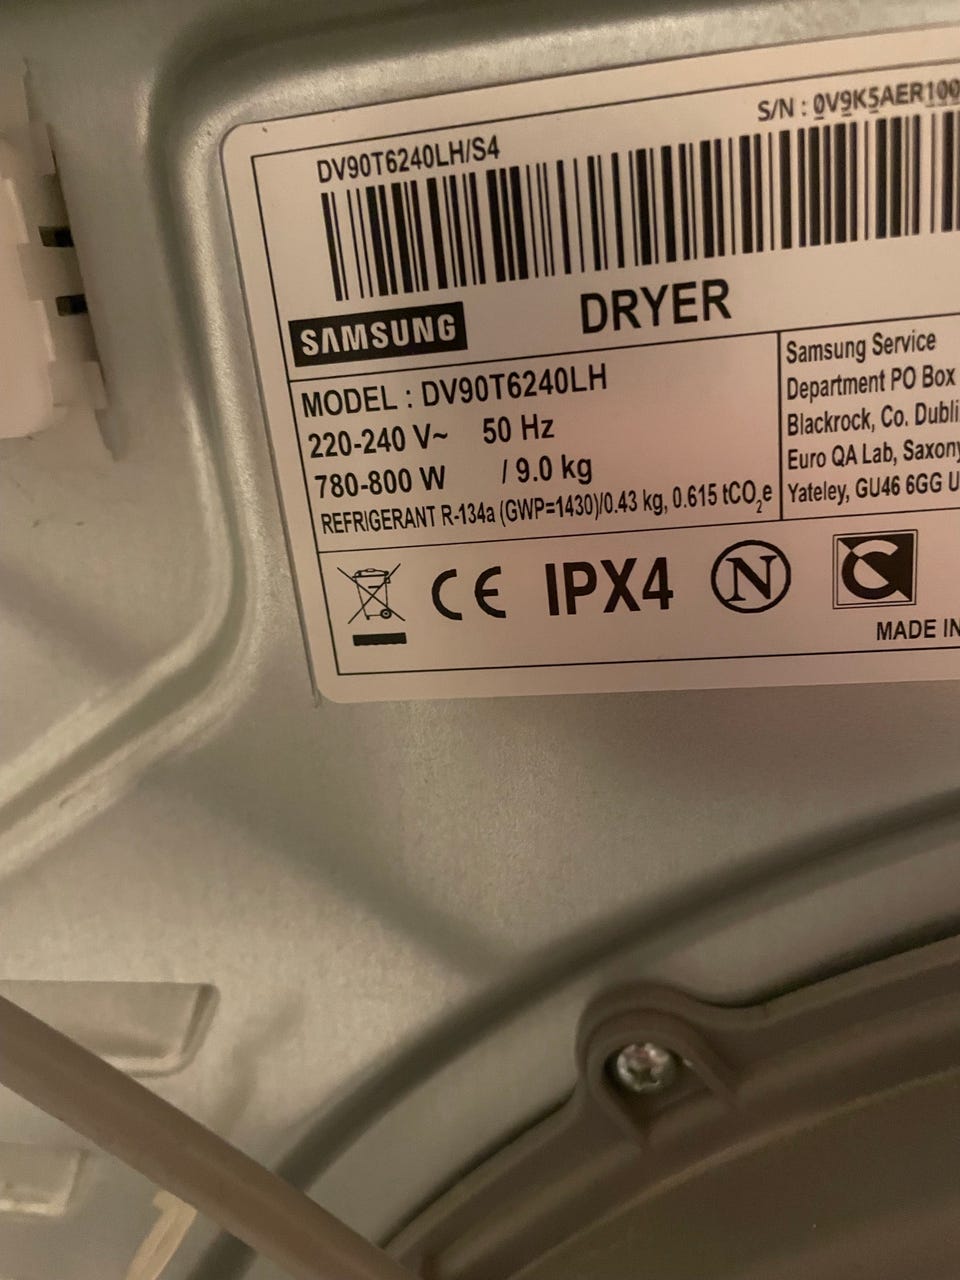 S/N : 0V9K5AER100
DV90T6240LH/S4
SAMSUNG
DRYER
MODEL : DV90T6240LH
220-240 V~ 50 Hz
780-800 W / 9.0 kg
REFRIGERANT R-134a (GWP=1430)/0.43 kg, 0.615 tCO₂e
Samsung Service
Department PO Box
Blackrock, Co. Dubli
Euro QA Lab, Saxony
Yateley, GU46 6GG U
CE IPX4 N
MADE IN